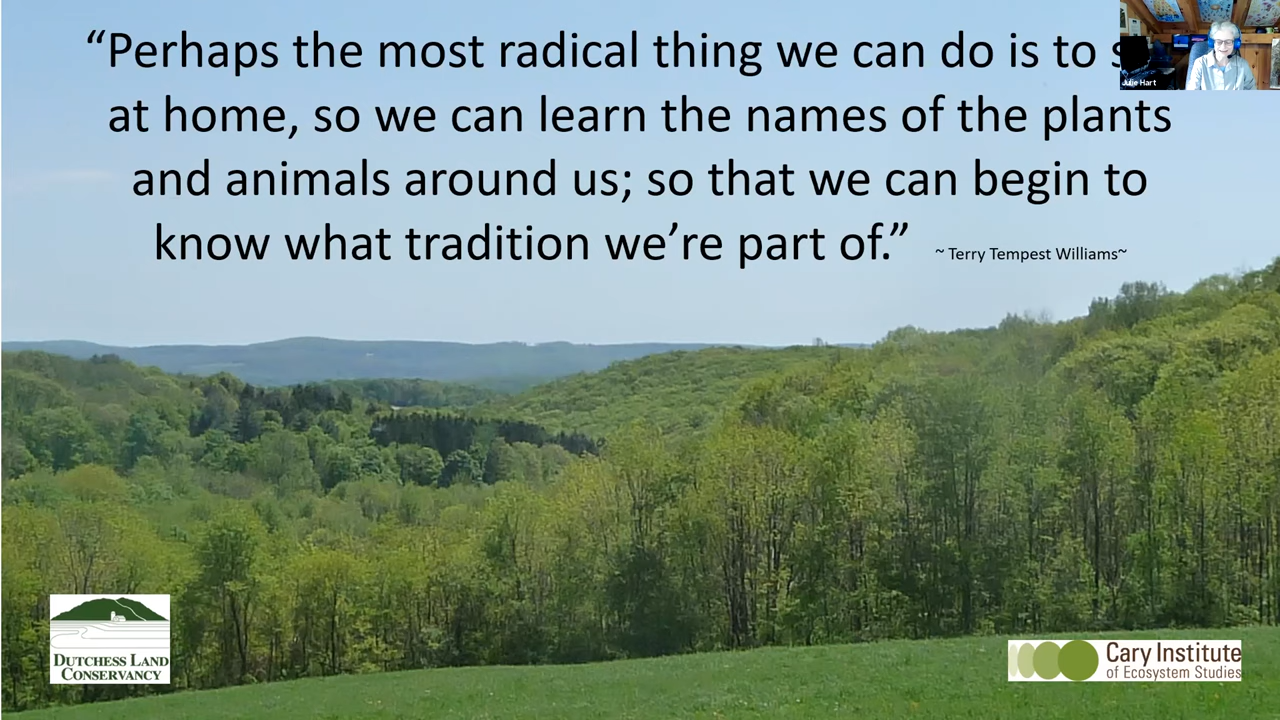 “Perhaps the most radical thing we can do is to
at home, so we can learn the names of the plants
and animals around us; so that we can begin to
know what tradition we’re part of.” ~ Terry Tempest Williams~
Julie Hart
DUTCHESS LAND
CONSERVANCY
Cary Institute
of Ecosystem Studies